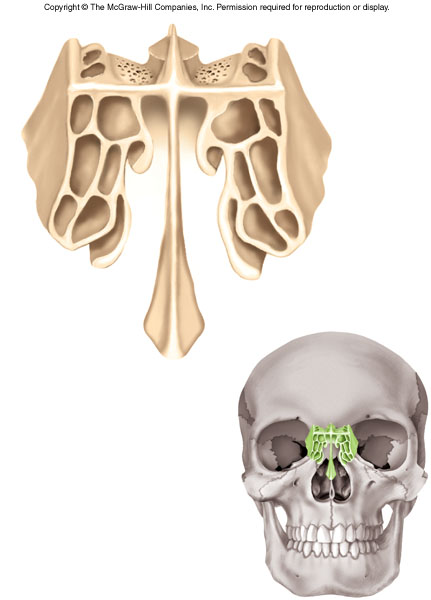 Copyright © The McGraw-Hill Companies, Inc. Permission required for reproduction or display.